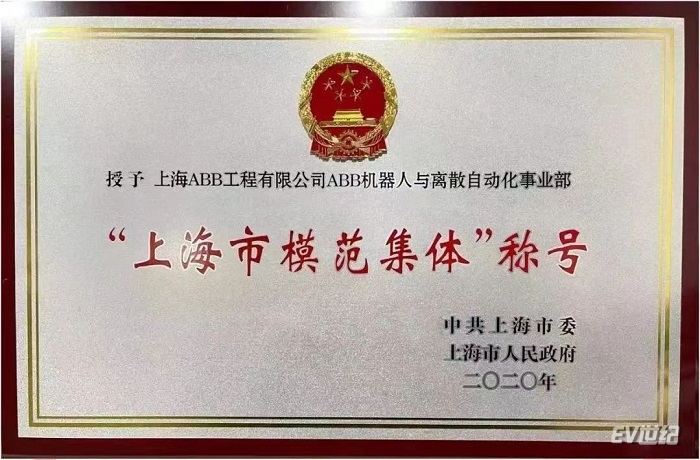 授予 上海ABB工程有限公司ABB机器人与离散自动化事业部
“上海市模范集体”称号
中共上海市委
上海市人民政府
二〇二〇年
EV世纪